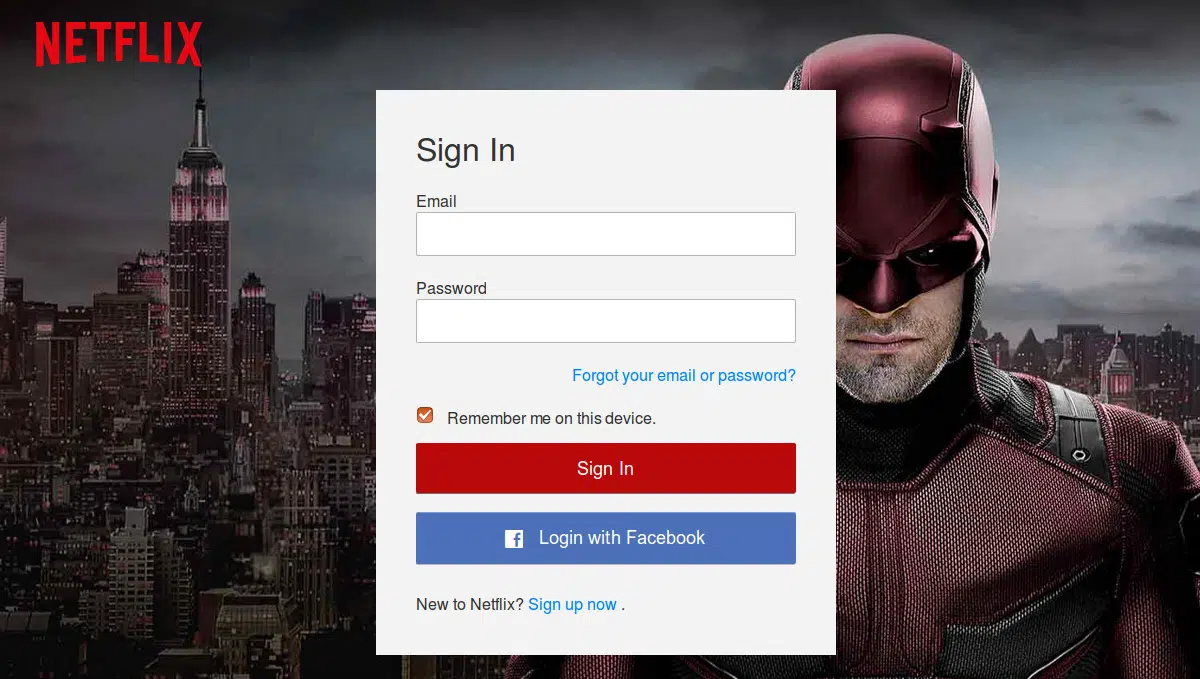 NETFLIX
Sign In
Email
Password
Forgot your email or password?
Remember me on this device.
Sign In
Login with Facebook
New to Netflix? Sign up now .